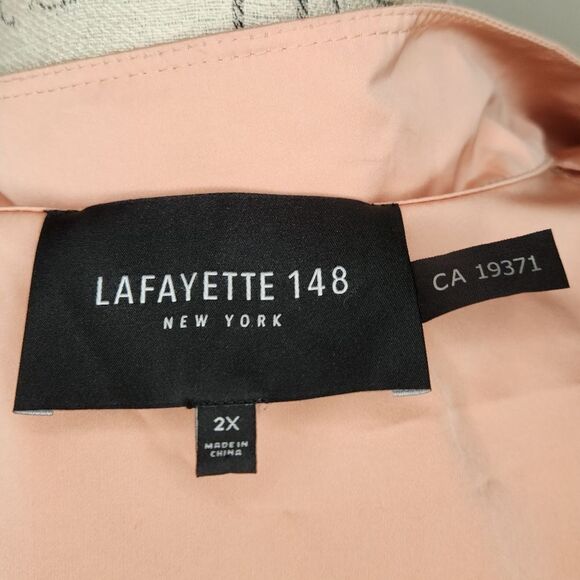 LAFAYETTE 148
NEW YORK
CA 19371
2X
MADE IN
CHINA